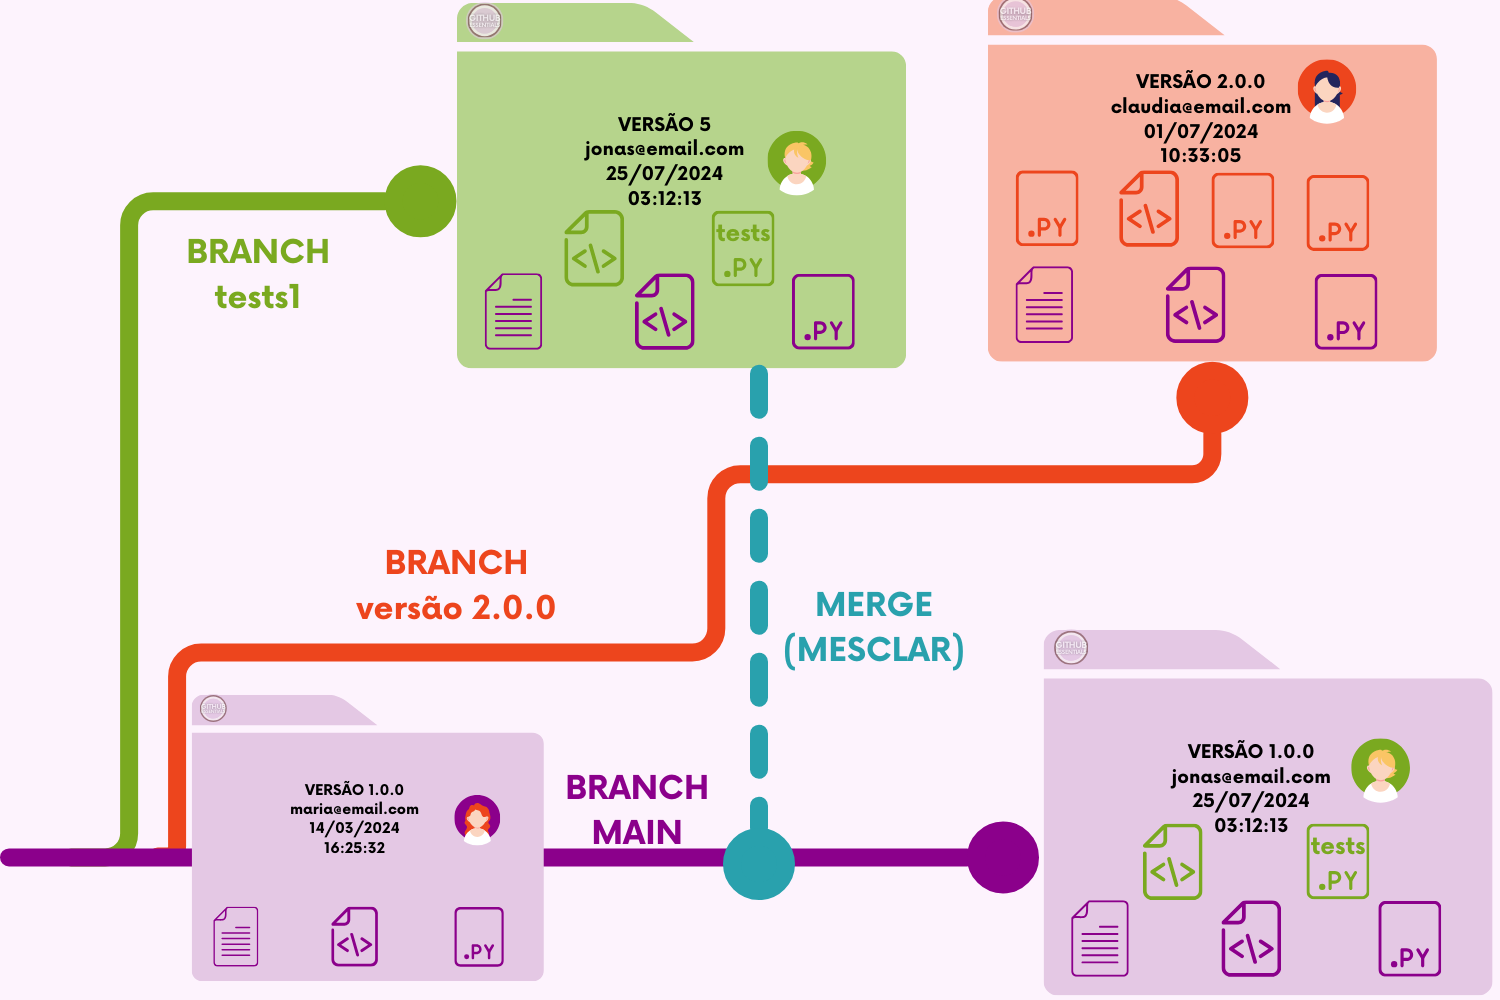 GITHUB
ESSENTIALS
VERSÃO 5
jonas@email.com
25/07/2024
03:12:13
tests
.PY
</>
</>
.PY
GITHUB
ESSENTIALS
VERSÃO 2.0.0
claudia@email.com
01/07/2024
10:33:05
.PY
</>
.PY
.PY
</>
.PY
BRANCH
tests1
BRANCH
versão 2.0.0
MERGE
(MESCLAR)
GITHUB
ESSENTIALS
VERSÃO 1.0.0
maria@email.com
14/03/2024
16:25:32
</>
.PY
BRANCH
MAIN
GITHUB
ESSENTIALS
VERSÃO 1.0.0
jonas@email.com
25/07/2024
03:12:13
</>
tests
.PY
</>
.PY